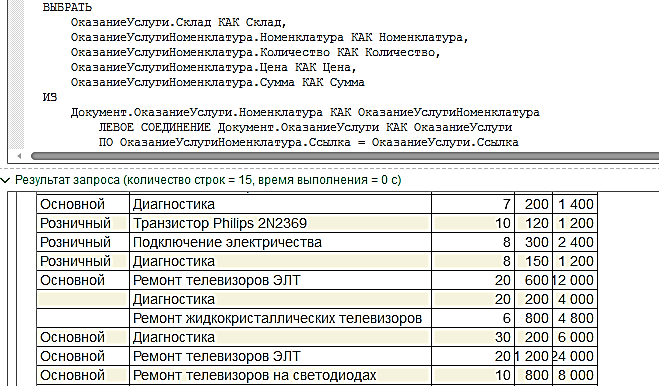 ВЫБРАТЬ
ОказаниеУслуги.Склад КАК Склад,
ОказаниеУслугиНоменклатура.Номенклатура КАК Номенклатура,
ОказаниеУслугиНоменклатура.Количество КАК Количество,
ОказаниеУслугиНоменклатура.Цена КАК Цена,
ОказаниеУслугиНоменклатура.Сумма КАК Сумма
ИЗ
Документ.ОказаниеУслуги.Номенклатура КАК ОказаниеУслугиНоменклатура
ЛЕВОЕ СОЕДИНЕНИЕ Документ.ОказаниеУслуги КАК ОказаниеУслуги
ПО ОказаниеУслугиНоменклатура.Ссылка = ОказаниеУслуги.Ссылка
Результат запроса (количество строк = 15, время выполнения = 0 с)
Основной Диагностика 7 200 1 400
Розничный Транзистор Philips 2N2369 10 120 1 200
Розничный Подключение электричества 8 300 2 400
Розничный Диагностика 8 150 1 200
Основной Ремонт телевизоров ЭЛТ 20 600 12 000
Диагностика 20 200 4 000
Ремонт жидкокристаллических телевизоров 6 800 4 800
Основной Диагностика 30 200 6 000
Основной Ремонт телевизоров ЭЛТ 20 1 200 24 000
Основной Ремонт телевизоров на светодиодах 10 800 8 000